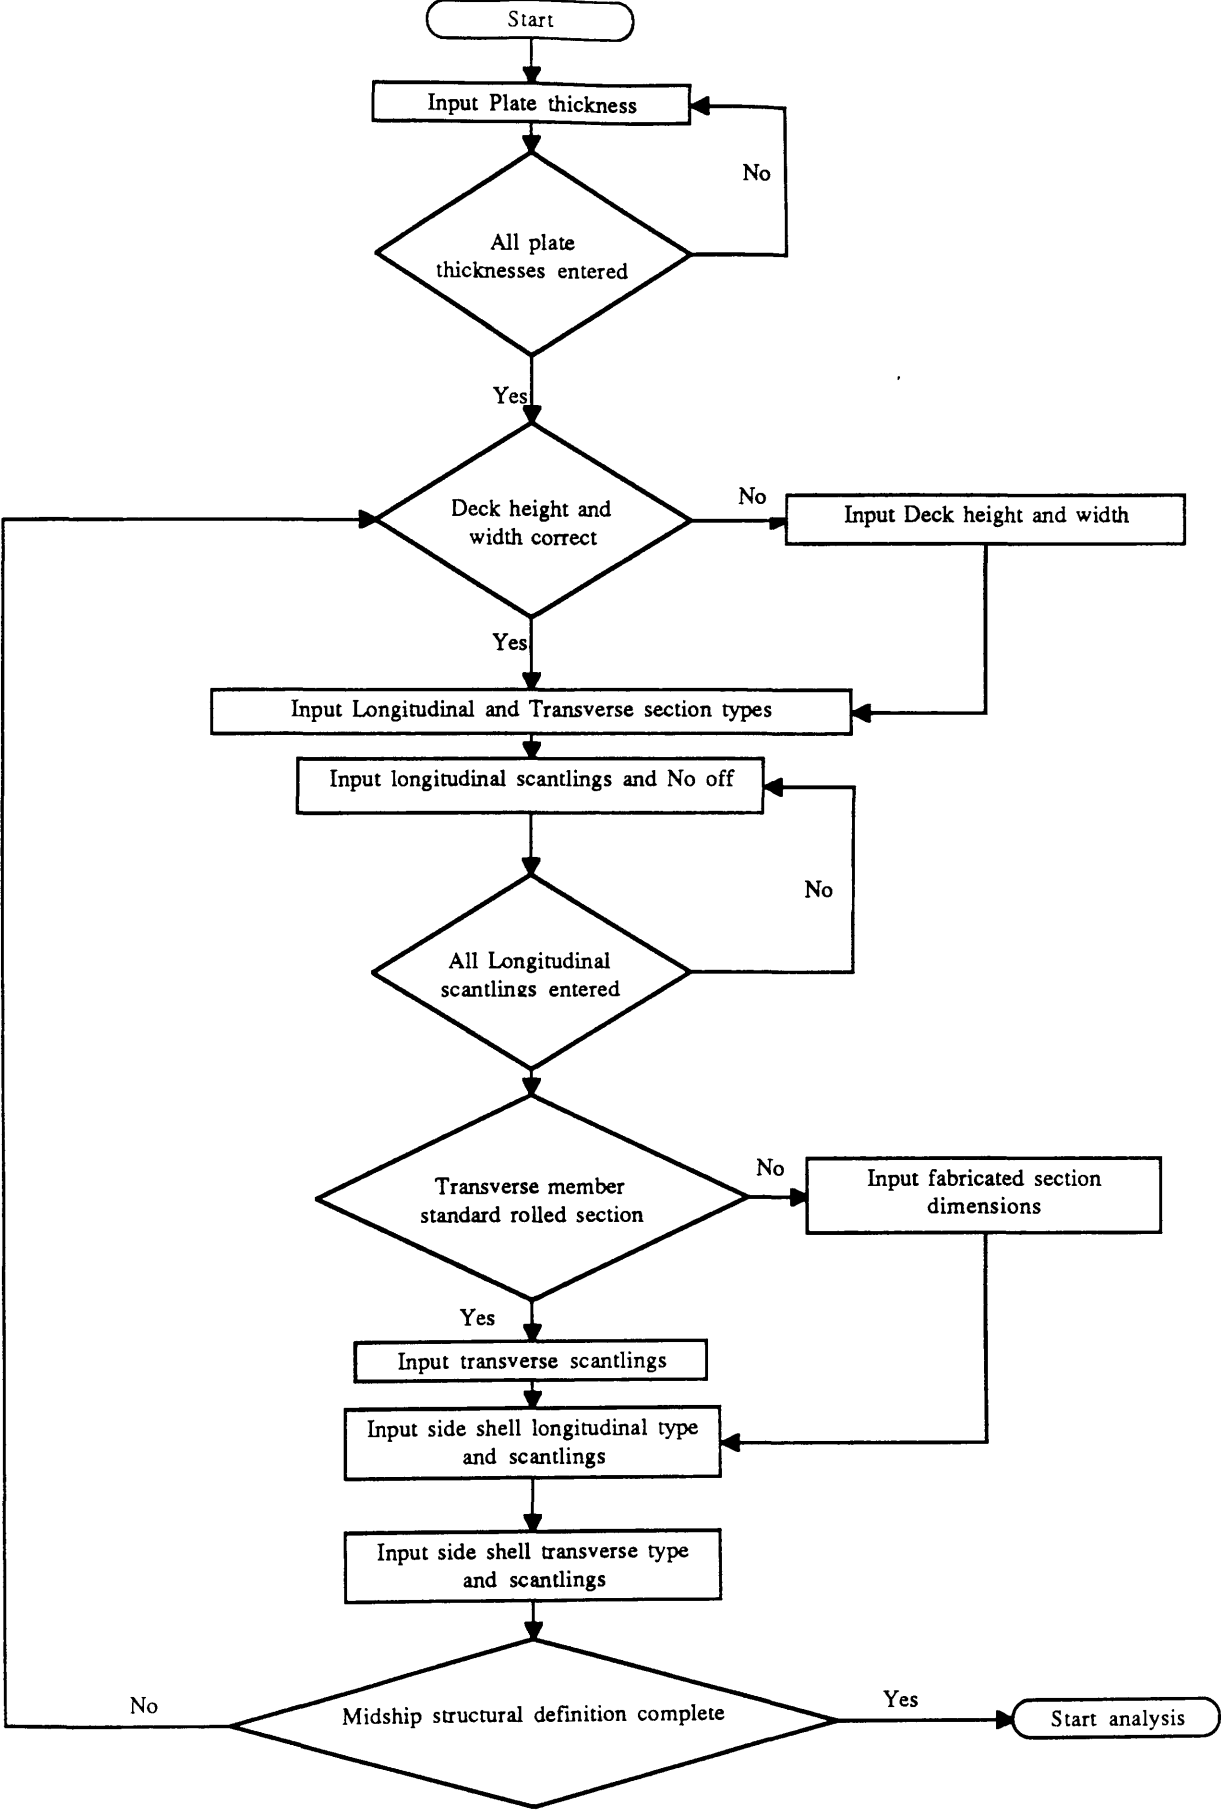 Start
Input Plate thickness
No
All plate
thicknesses entered
Yes
Deck height and
width correct
No
Input Deck height and width
Yes
Input Longitudinal and Transverse section types
Input longitudinal scantlings and No off
No
All Longitudinal
scantlings entered
Transverse member
standard rolled section
No
Input fabricated section
dimensions
Yes
Input transverse scantlings
Input side shell longitudinal type
and scantlings
Input side shell transverse type
and scantlings
No
Midship structural definition complete
Yes
Start analysis